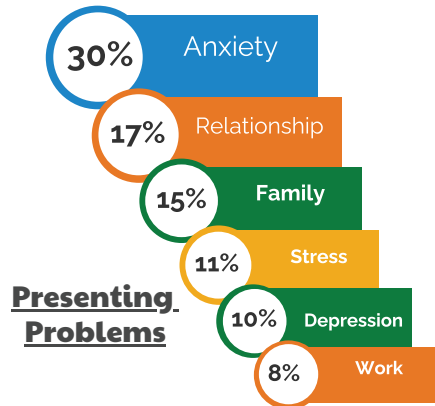 30% Anxiety
17% Relationship
15% Family
11% Stress
10% Depression
8% Work
Presenting
Problems